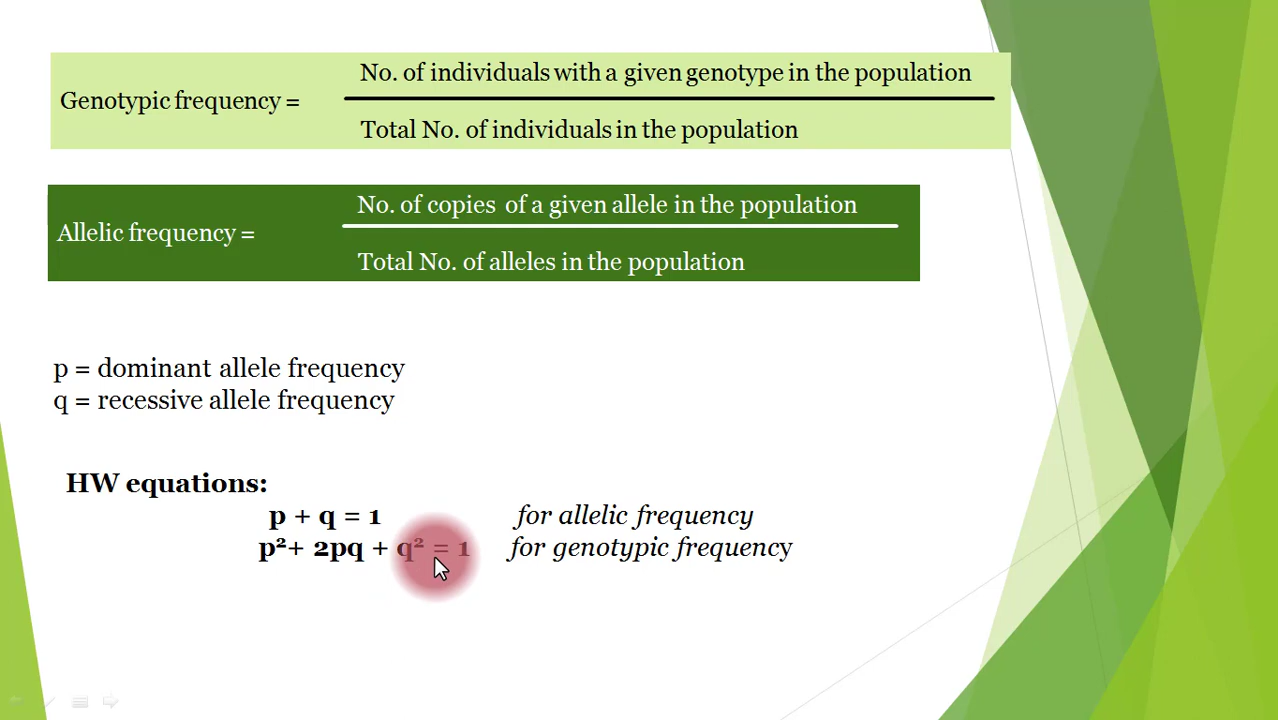 No. of individuals with a given genotype in the population
Genotypic frequency =
Total No. of individuals in the population
No. of copies of a given allele in the population
Allelic frequency =
Total No. of alleles in the population
p = dominant allele frequency
q = recessive allele frequency
HW equations:
p + q = 1 for allelic frequency
p²+ 2pq + q² = 1 for genotypic frequency